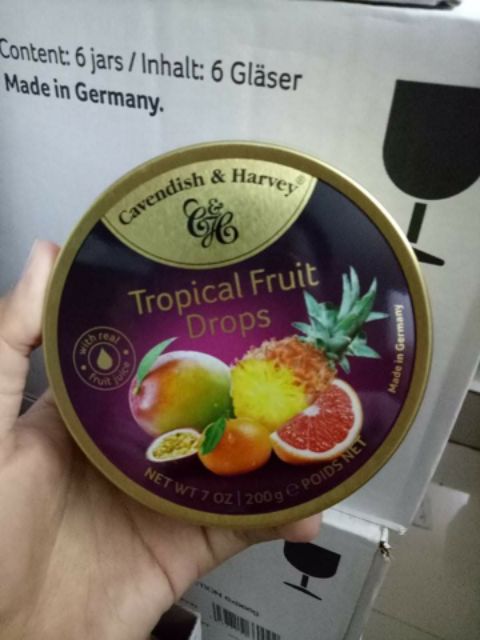 Content: 6 jars / Inhalt: 6 Gläser
Made in Germany.
Cavendish & Harvey®
C&H
Tropical Fruit
Drops
with real
fruit juice
Made in Germany
NET WT 7 OZ | 200 g ℮ POIDS NET